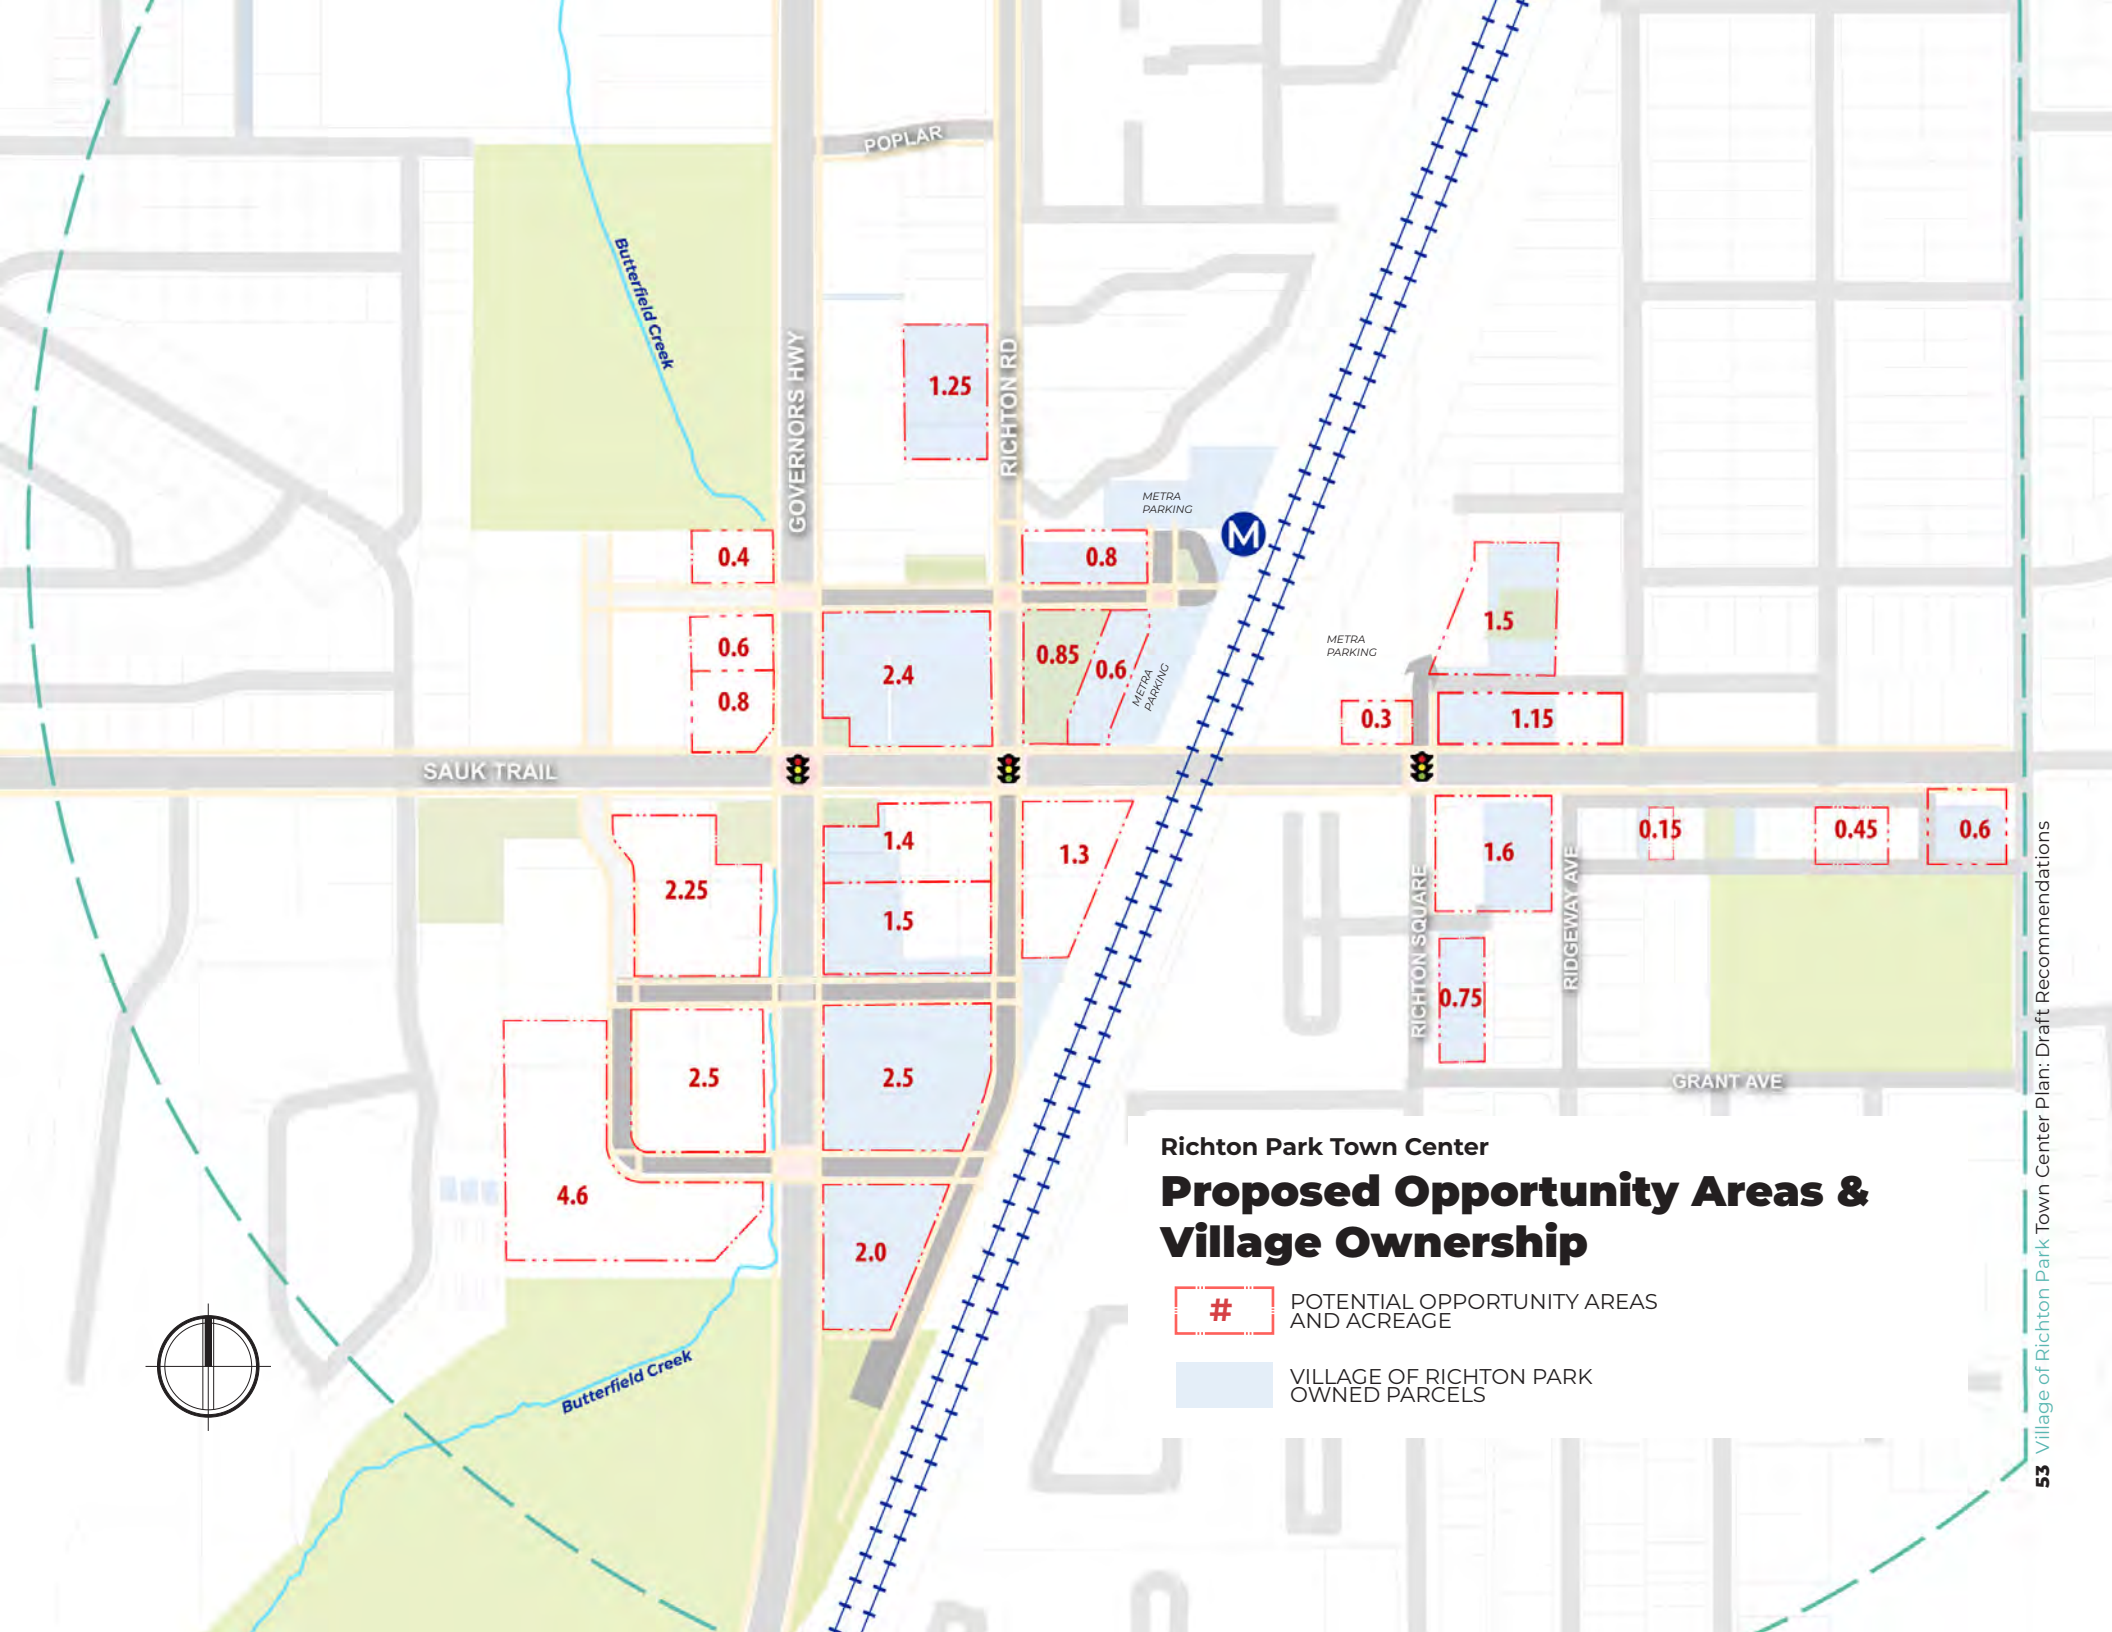 POPLAR
Butterfield Creek
GOVERNORS HWY
RICHTON RD
1.25
METRA
PARKING
M
0.4
0.8
0.6
0.8
2.4
0.85
0.6
METRA
PARKING
METRA
PARKING
1.5
0.3
1.15
SAUK TRAIL
2.25
1.4
1.5
1.3
1.6
0.15
0.45
0.6
RICHTON SQUARE
RIDGEWAY AVE
0.75
2.5
2.5
GRANT AVE
4.6
2.0
Butterfield Creek
Richton Park Town Center
Proposed Opportunity Areas &
Village Ownership
#
POTENTIAL OPPORTUNITY AREAS
AND ACREAGE
VILLAGE OF RICHTON PARK
OWNED PARCELS
53 Village of Richton Park Town Center Plan: Draft Recommendations